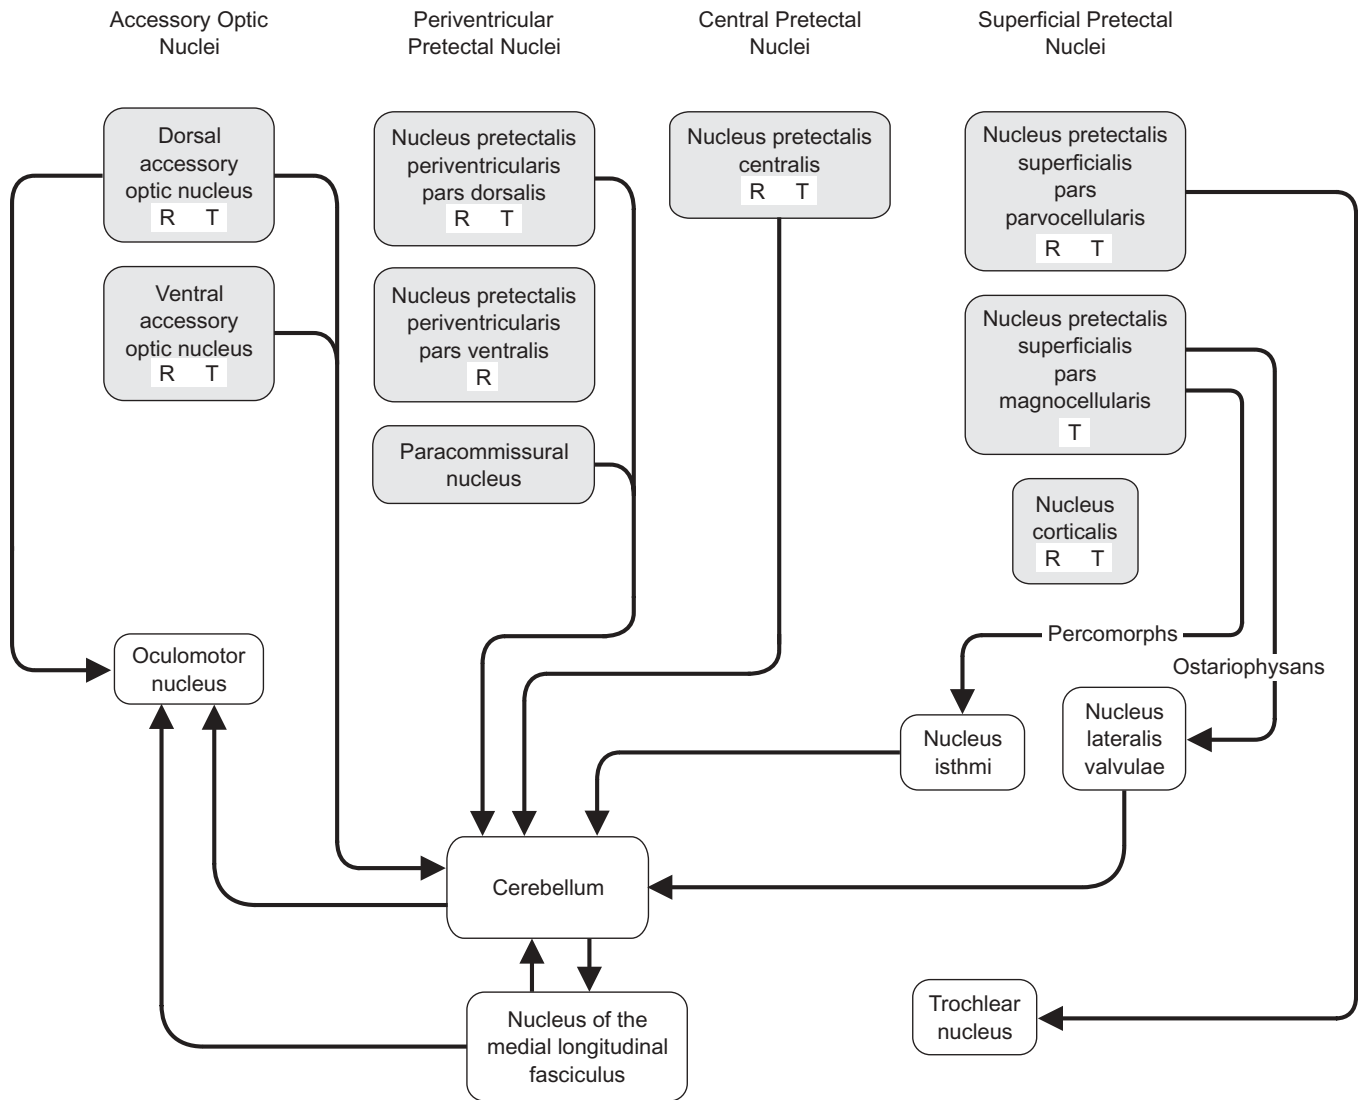 Accessory Optic
Nuclei
Periventricular
Pretectal Nuclei
Central Pretectal
Nuclei
Superficial Pretectal
Nuclei
Dorsal
accessory
optic nucleus
R T
Ventral
accessory
optic nucleus
R T
Nucleus pretectalis
periventricularis
pars dorsalis
R T
Nucleus pretectalis
periventricularis
pars ventralis
R
Paracommissural
nucleus
Nucleus pretectalis
centralis
R T
Nucleus pretectalis
superficialis
pars
parvocellularis
R T
Nucleus pretectalis
superficialis
pars
magnocellularis
T
Nucleus
corticalis
R T
Percomorphs
Ostariophysans
Oculomotor
nucleus
Nucleus
isthmi
Nucleus
lateralis
valvulae
Cerebellum
Nucleus of the
medial longitudinal
fasciculus
Trochlear
nucleus